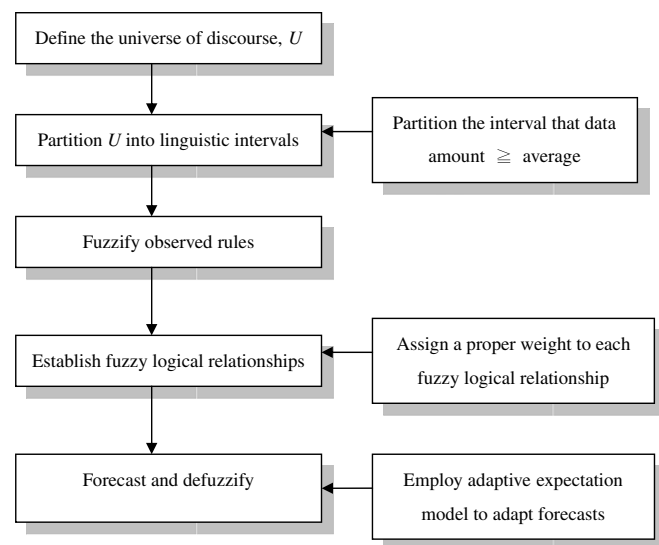 Define the universe of discourse, U
Partition U into linguistic intervals
Partition the interval that data
amount ≧ average
Fuzzify observed rules
Establish fuzzy logical relationships
Assign a proper weight to each
fuzzy logical relationship
Forecast and defuzzify
Employ adaptive expectation
model to adapt forecasts